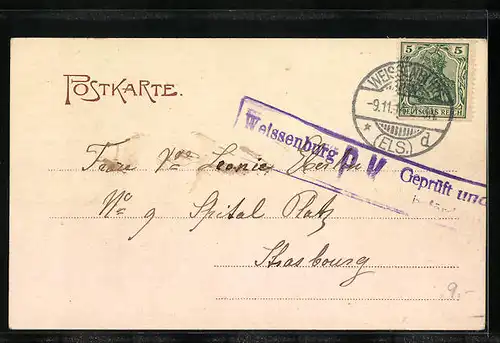 POSTKARTE.
5 5
DEUTSCHES REICH
WEISSENBURG
-9.11.
* (ELS.) d
Weissenburg P.V. Geprüft und
Frau Leonie
No 9 Spital Platz
Strasbourg
9.-